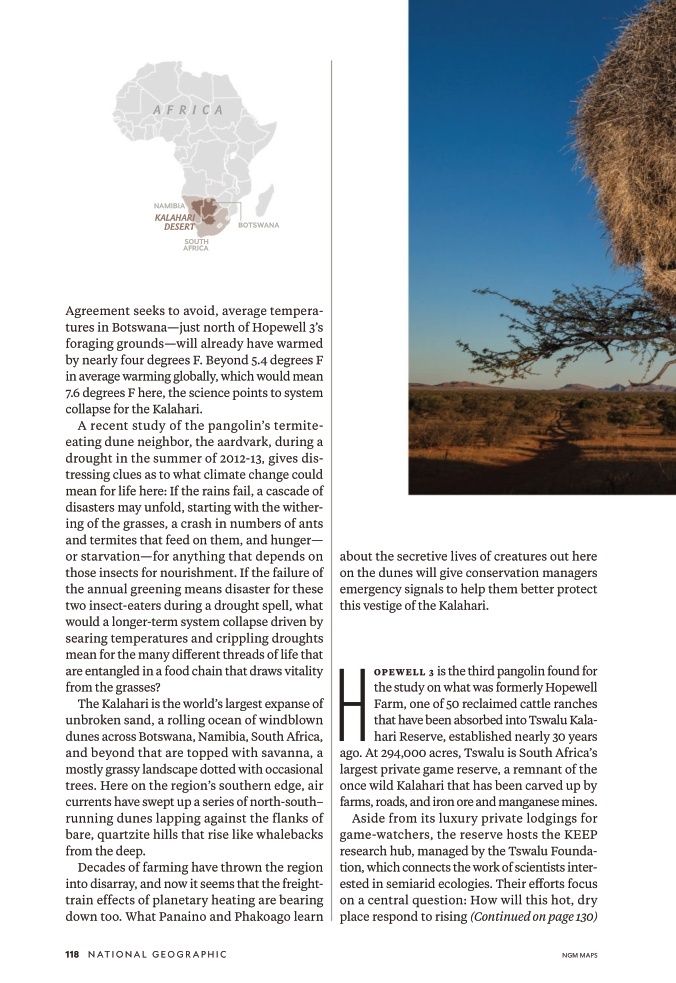 AFRICA
NAMIBIA
KALAHARI
DESERT
BOTSWANA
SOUTH
AFRICA
Agreement seeks to avoid, average tempera-
tures in Botswana—just north of Hopewell 3’s
foraging grounds—will already have warmed
by nearly four degrees F. Beyond 5.4 degrees F
in average warming globally, which would mean
7.6 degrees F here, the science points to system
collapse for the Kalahari.
A recent study of the pangolin’s termite-
eating dune neighbor, the aardvark, during a
drought in the summer of 2012-13, gives dis-
tressing clues as to what climate change could
mean for life here: If the rains fail, a cascade of
disasters may unfold, starting with the wither-
ing of the grasses, a crash in numbers of ants
and termites that feed on them, and hunger—
or starvation—for anything that depends on
those insects for nourishment. If the failure of
the annual greening means disaster for these
two insect-eaters during a drought spell, what
would a longer-term system collapse driven by
searing temperatures and crippling droughts
mean for the many different threads of life that
are entangled in a food chain that draws vitality
from the grasses?
The Kalahari is the world’s largest expanse of
unbroken sand, a rolling ocean of windblown
dunes across Botswana, Namibia, South Africa,
and beyond that are topped with savanna, a
mostly grassy landscape dotted with occasional
trees. Here on the region’s southern edge, air
currents have swept up a series of north-south–
running dunes lapping against the flanks of
bare, quartzite hills that rise like whalebacks
from the deep.
Decades of farming have thrown the region
into disarray, and now it seems that the freight-
train effects of planetary heating are bearing
down too. What Panaino and Phakoago learn
about the secretive lives of creatures out here
on the dunes will give conservation managers
emergency signals to help them better protect
this vestige of the Kalahari.
HOPEWELL 3 is the third pangolin found for
the study on what was formerly Hopewell
Farm, one of 50 reclaimed cattle ranches
that have been absorbed into Tswalu Kala-
hari Reserve, established nearly 30 years
ago. At 294,000 acres, Tswalu is South Africa’s
largest private game reserve, a remnant of the
once wild Kalahari that has been carved up by
farms, roads, and iron ore and manganese mines.
Aside from its luxury private lodgings for
game-watchers, the reserve hosts the KEEP
research hub, managed by the Tswalu Founda-
tion, which connects the work of scientists inter-
ested in semiarid ecologies. Their efforts focus
on a central question: How will this hot, dry
place respond to rising (Continued on page 130)
118 NATIONAL GEOGRAPHIC
NGM MAPS